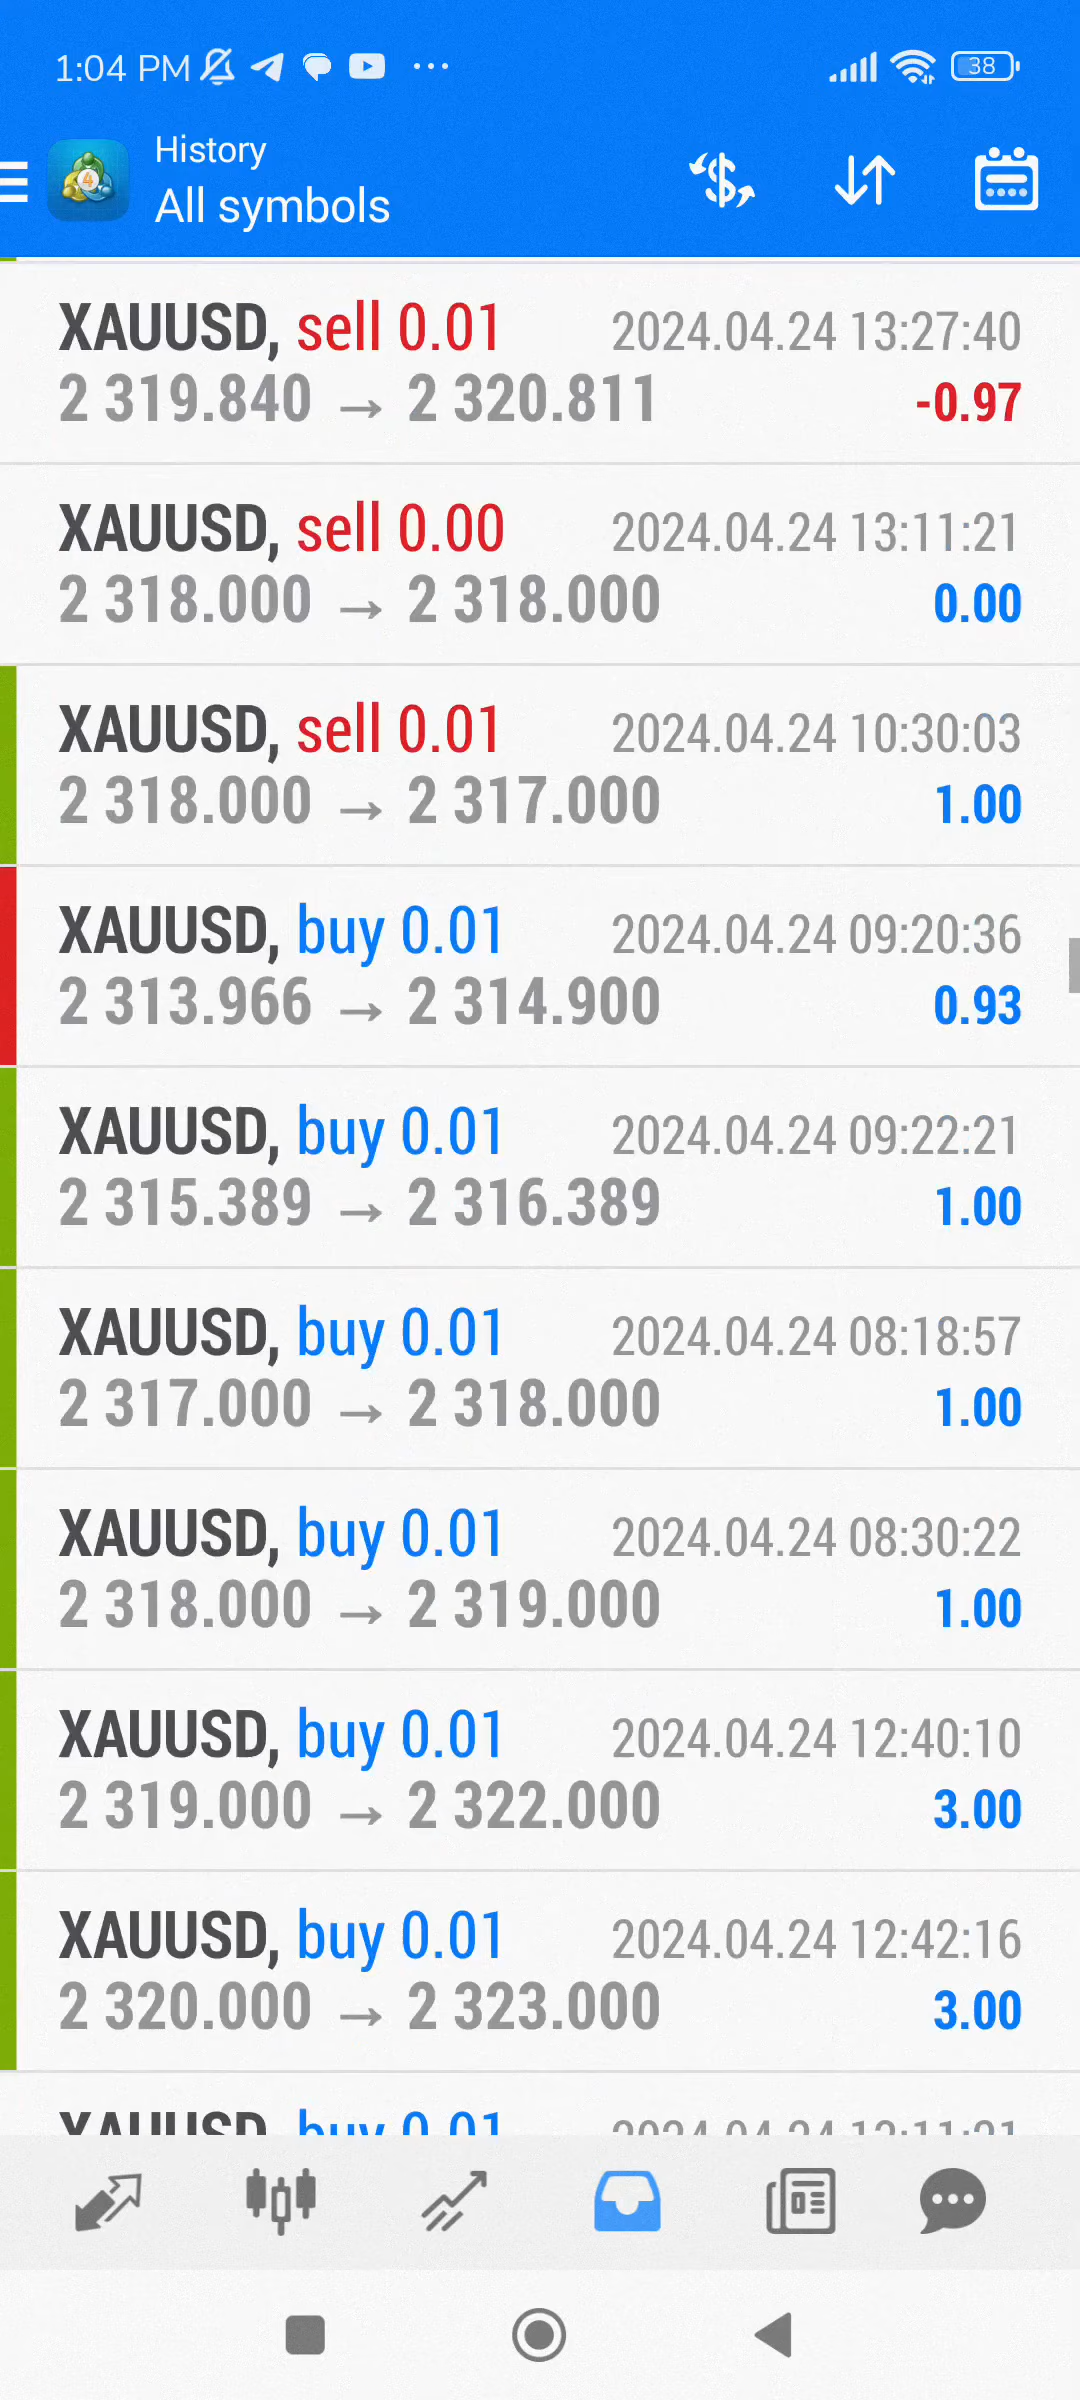 1:04 PM 38
History
All symbols
XAUUSD, sell 0.01 2024.04.24 13:27:40
2 319.840 → 2 320.811 -0.97
XAUUSD, sell 0.00 2024.04.24 13:11:21
2 318.000 → 2 318.000 0.00
XAUUSD, sell 0.01 2024.04.24 10:30:03
2 318.000 → 2 317.000 1.00
XAUUSD, buy 0.01 2024.04.24 09:20:36
2 313.966 → 2 314.900 0.93
XAUUSD, buy 0.01 2024.04.24 09:22:21
2 315.389 → 2 316.389 1.00
XAUUSD, buy 0.01 2024.04.24 08:18:57
2 317.000 → 2 318.000 1.00
XAUUSD, buy 0.01 2024.04.24 08:30:22
2 318.000 → 2 319.000 1.00
XAUUSD, buy 0.01 2024.04.24 12:40:10
2 319.000 → 2 322.000 3.00
XAUUSD, buy 0.01 2024.04.24 12:42:16
2 320.000 → 2 323.000 3.00
XAUUSD, buy 0.01